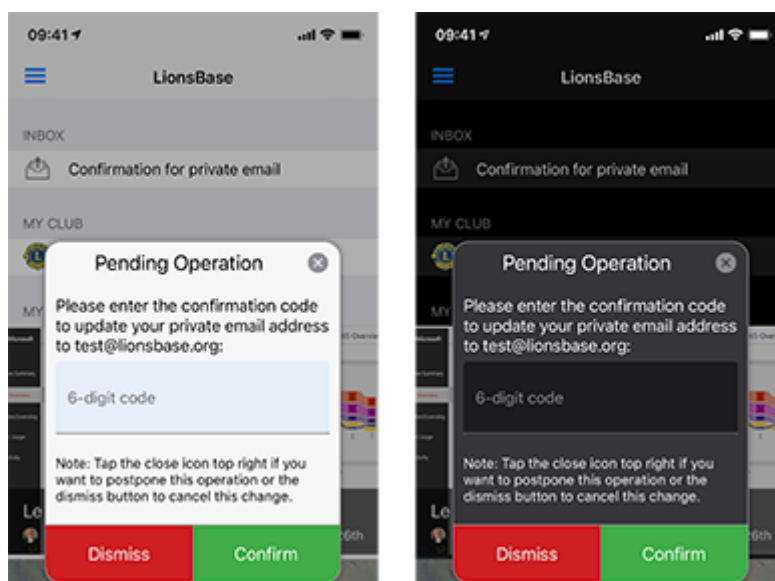 09:41
LionsBase
INBOX
Confirmation for private email
MY CLUB
Pending Operation
MY
Please enter the confirmation code
to update your private email address
to test@lionsbase.org:
6-digit code
Note: Tap the close icon top right if you
want to postpone this
operation or the
dismiss button to cancel this change.
Le
Dismiss
Confirm
09:41
LionsBase
INBOX
Confirmation for private email
MY CLUB
Pending Operation
MY
Please enter the confirmation code
to update your private email address
to test@lionsbase.org:
6-digit code
Note: Tap the close icon top right if you
want to postpone this operation or the
dismiss button to cancel this change.
Le
26th
Dismiss
Confirm